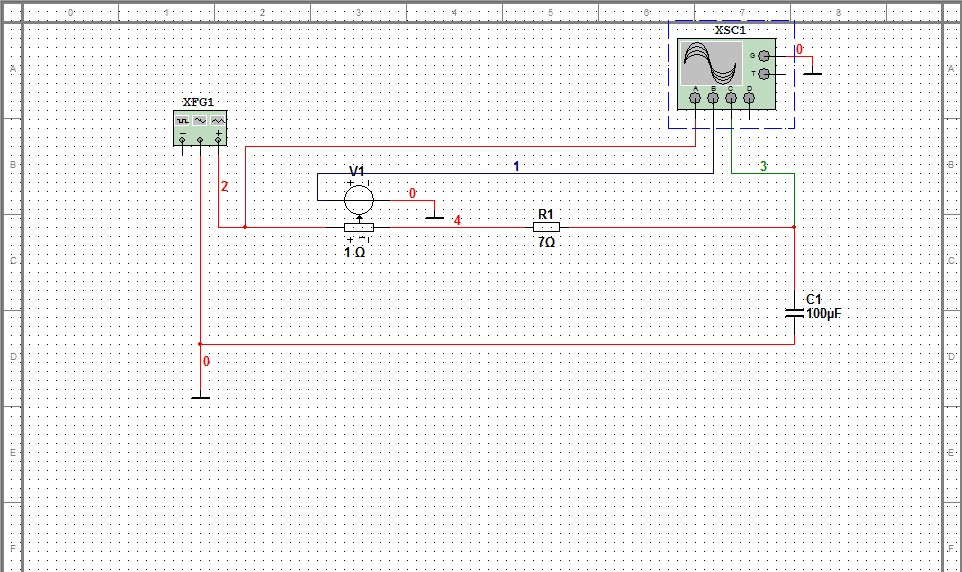 0 1 2 3 4 5 6 7 8
XSC1
A
G
0
A
T
A B C D
XFG1
− +
B
1
3
B
V1
+ −
2
0
4
R1
C
+ −
1 Ω
7Ω
C
C1
100µF
D
0
D
E
E
F
F